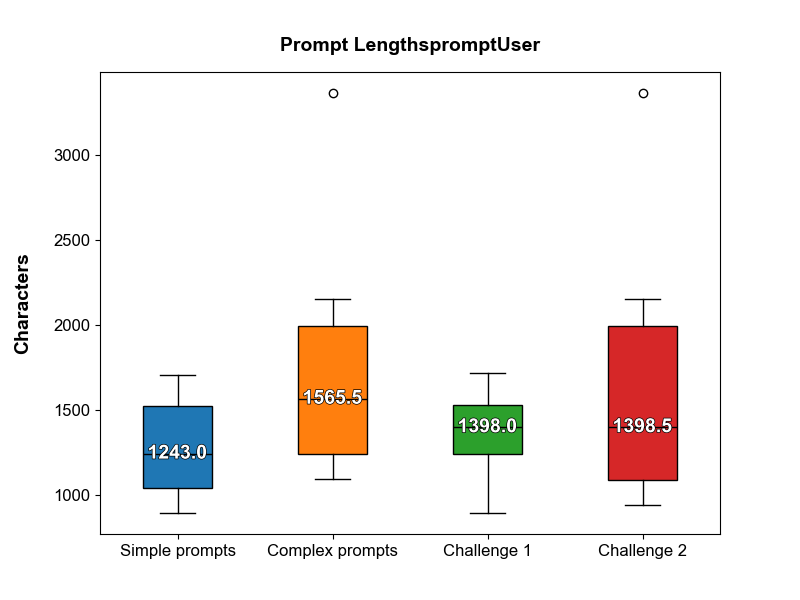 Prompt LengthspromptUser
Characters
3000
2500
2000
1500
1000
1243.0
1565.5
1398.0
1398.5
Simple prompts
Complex prompts
Challenge 1
Challenge 2